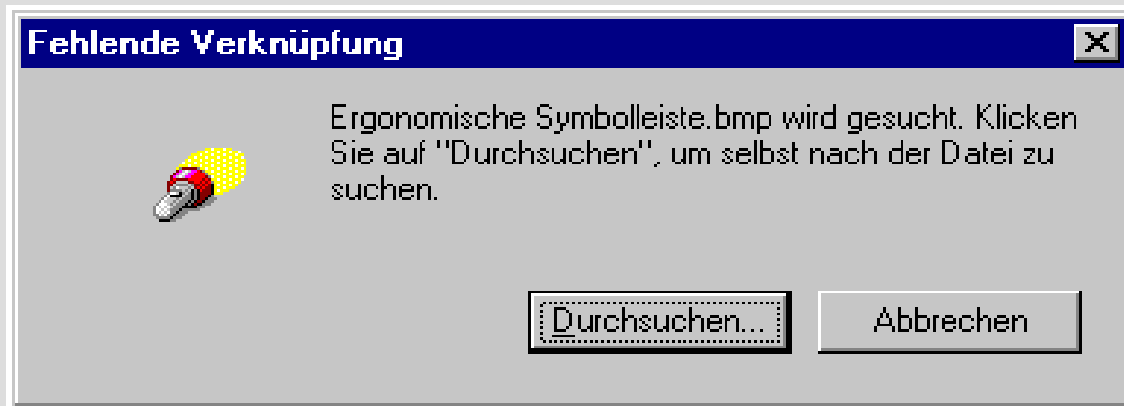 Fehlende Verknüpfung
Ergonomische Symbolleiste.bmp wird gesucht. Klicken
Sie auf "Durchsuchen", um selbst nach der Datei zu
suchen.
Durchsuchen...
Abbrechen